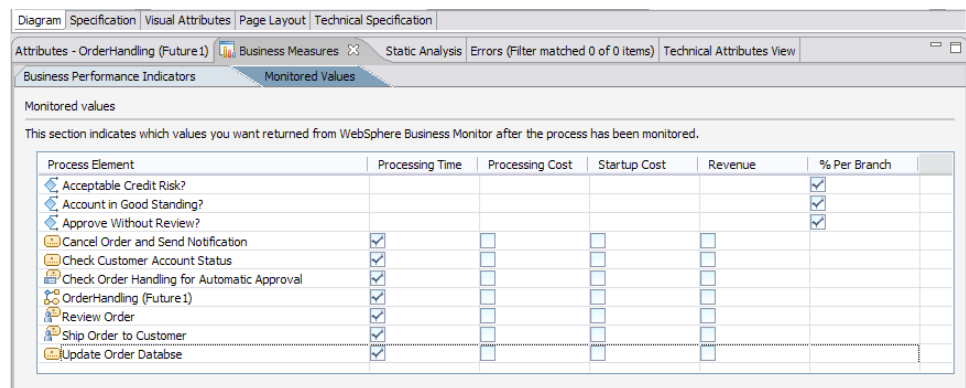 Diagram Specification Visual Attributes Page Layout Technical Specification
Attributes - OrderHandling (Future1) Business Measures Static Analysis Errors (Filter matched 0 of 0 items) Technical Attributes View
Business Performance Indicators Monitored Values
Monitored values
This section indicates which values you want returned from WebSphere Business Monitor after the process has been monitored.
Process Element Processing Time Processing Cost Startup Cost Revenue % Per Branch
Acceptable Credit Risk?
Account in Good Standing?
Approve Without Review?
Cancel Order and Send Notification
Check Customer Account Status
Check Order Handling for Automatic Approval
OrderHandling (Future1)
Review Order
Ship Order to Customer
Update Order Databse